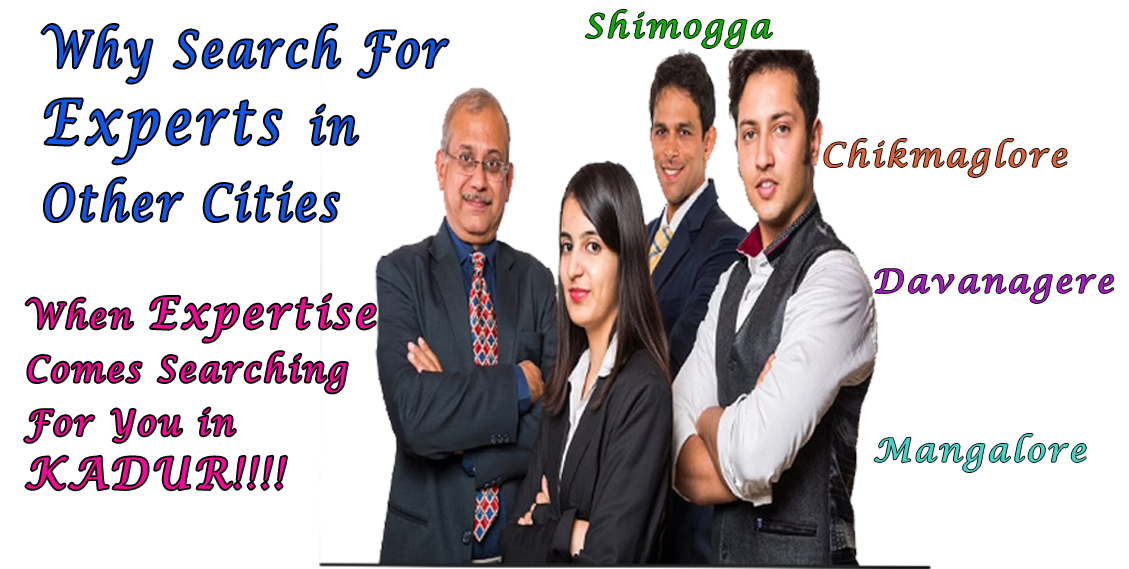 Why Search For
Experts in
Other Cities
When Expertise
Comes Searching
For You in
KADUR!!!!
Shimogga
Chikmaglore
Davanagere
Mangalore